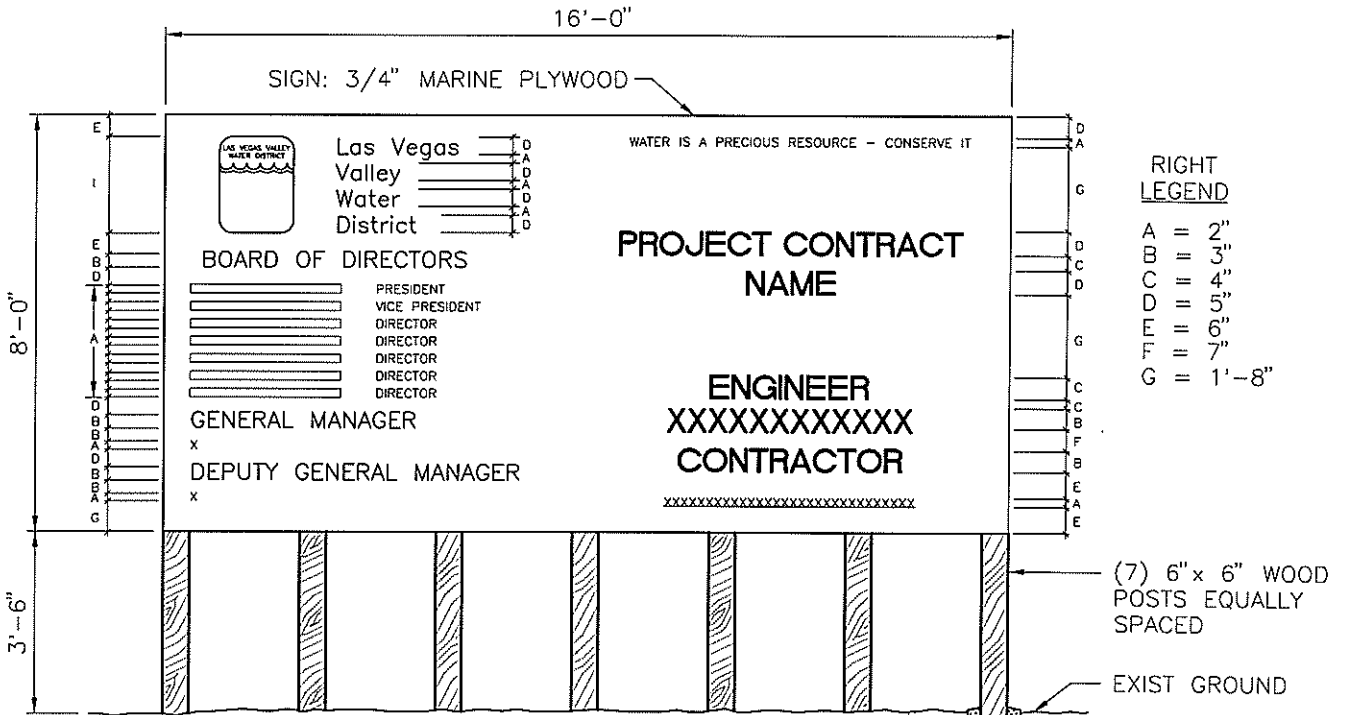 16'-0"
SIGN: 3/4" MARINE PLYWOOD
8'-0"
3'-6"
E
I
E
B
D
A
D
B
B
A
D
B
B
A
G
LAS VEGAS VALLEY
WATER DISTRICT
Las Vegas
Valley
Water
District
D
A
D
A
D
A
D
BOARD OF DIRECTORS
PRESIDENT
VICE PRESIDENT
DIRECTOR
DIRECTOR
DIRECTOR
DIRECTOR
DIRECTOR
GENERAL MANAGER
X
DEPUTY GENERAL MANAGER
X
WATER IS A PRECIOUS RESOURCE - CONSERVE IT
PROJECT CONTRACT
NAME
ENGINEER
XXXXXXXXXXXX
CONTRACTOR
D
A
G
D
C
D
G
C
C
B
F
B
E
A
E
RIGHT
LEGEND
A = 2"
B = 3"
C = 4"
D = 5"
E = 6"
F = 7"
G = 1'-8"
(7) 6"x 6" WOOD
POSTS EQUALLY
SPACED
EXIST GROUND